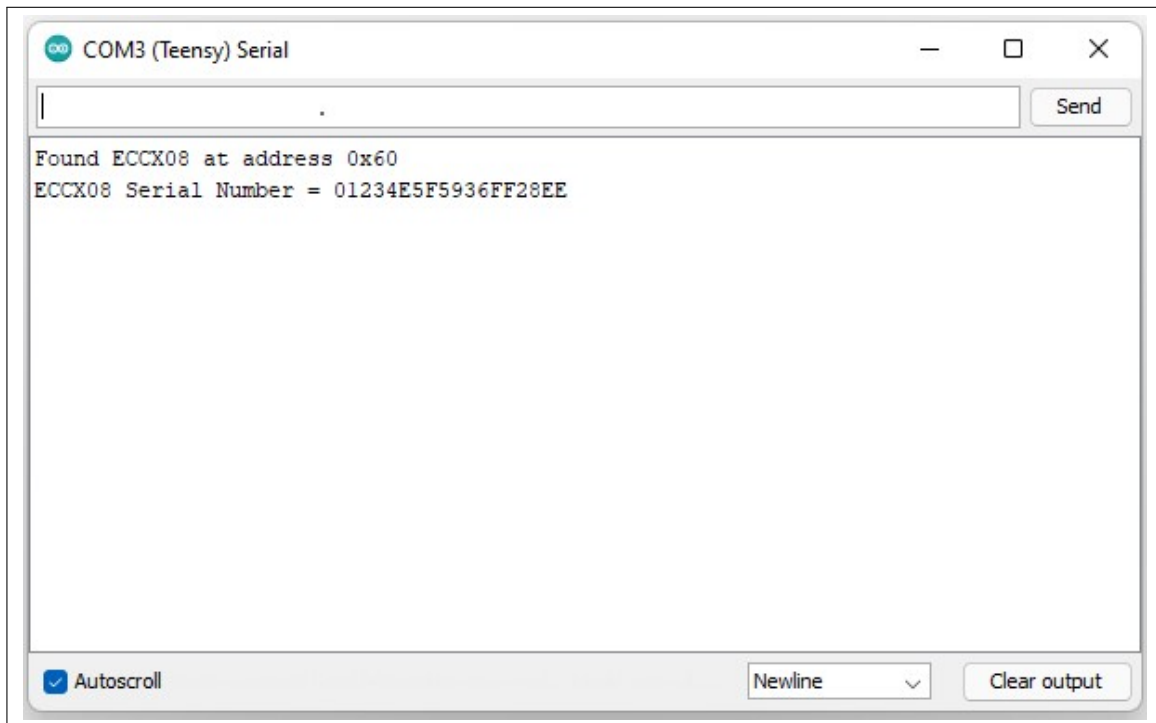 COM3 (Teensy) Serial
Send
Found ECCX08 at address 0x60
ECCX08 Serial Number = 01234E5F5936FF28EE
Autoscroll
Newline
Clear output